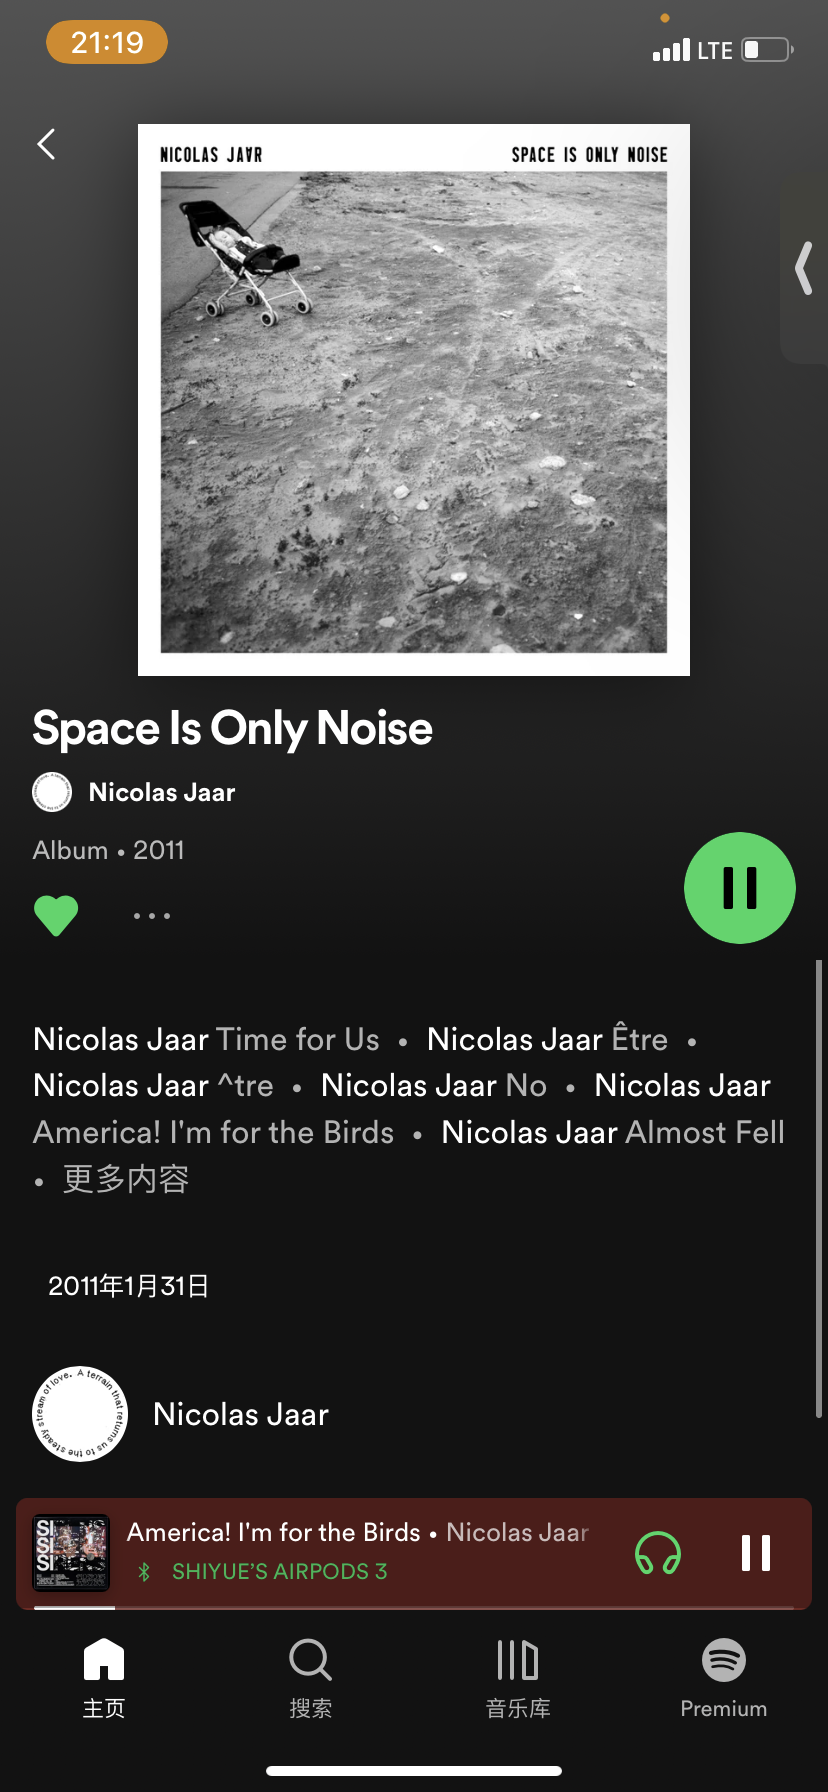 21:19
LTE
NICOLAS JAAR
SPACE IS ONLY NOISE
Space Is Only Noise
Nicolas Jaar
Album • 2011
Nicolas Jaar Time for Us • Nicolas Jaar Être •
Nicolas Jaar ^tre • Nicolas Jaar No • Nicolas Jaar
America! I'm for the Birds • Nicolas Jaar Almost Fell
• 更多内容
2011年1月31日
A terrain that returns us to the steady stream of love.
Nicolas Jaar
SI
SI
SI
America! I'm for the Birds • Nicolas Jaar
SHIYUE'S AIRPODS 3
主页
搜索
音乐库
Premium